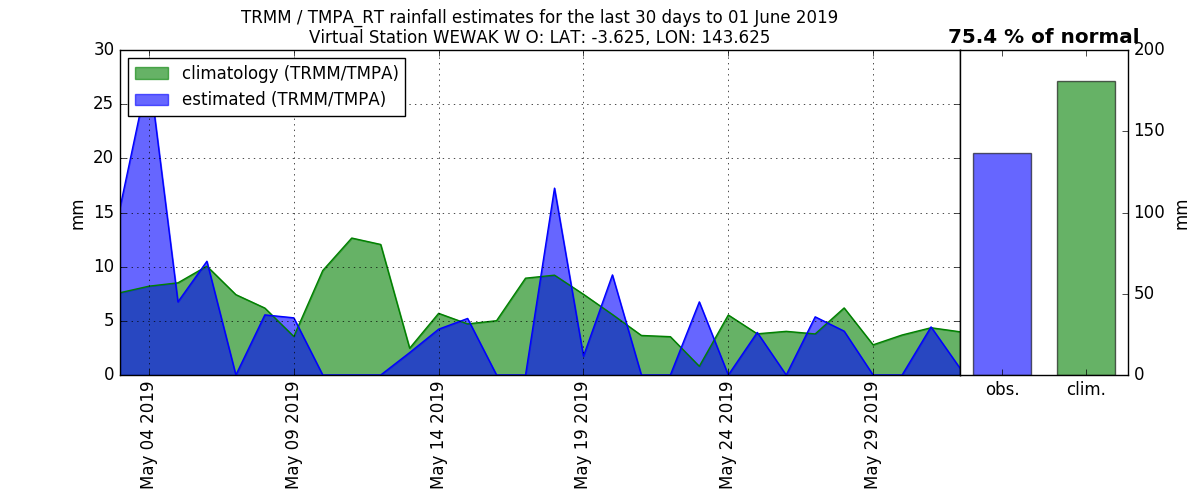 TRMM / TMPA_RT rainfall estimates for the last 30 days to 01 June 2019
Virtual Station WEWAK W O: LAT: -3.625, LON: 143.625
75.4 % of normal
climatology (TRMM/TMPA)
estimated (TRMM/TMPA)
30
25
20
15
10
5
0
mm
May 04 2019
May 09 2019
May 14 2019
May 19 2019
May 24 2019
May 29 2019
200
150
100
50
0
mm
obs.
clim.